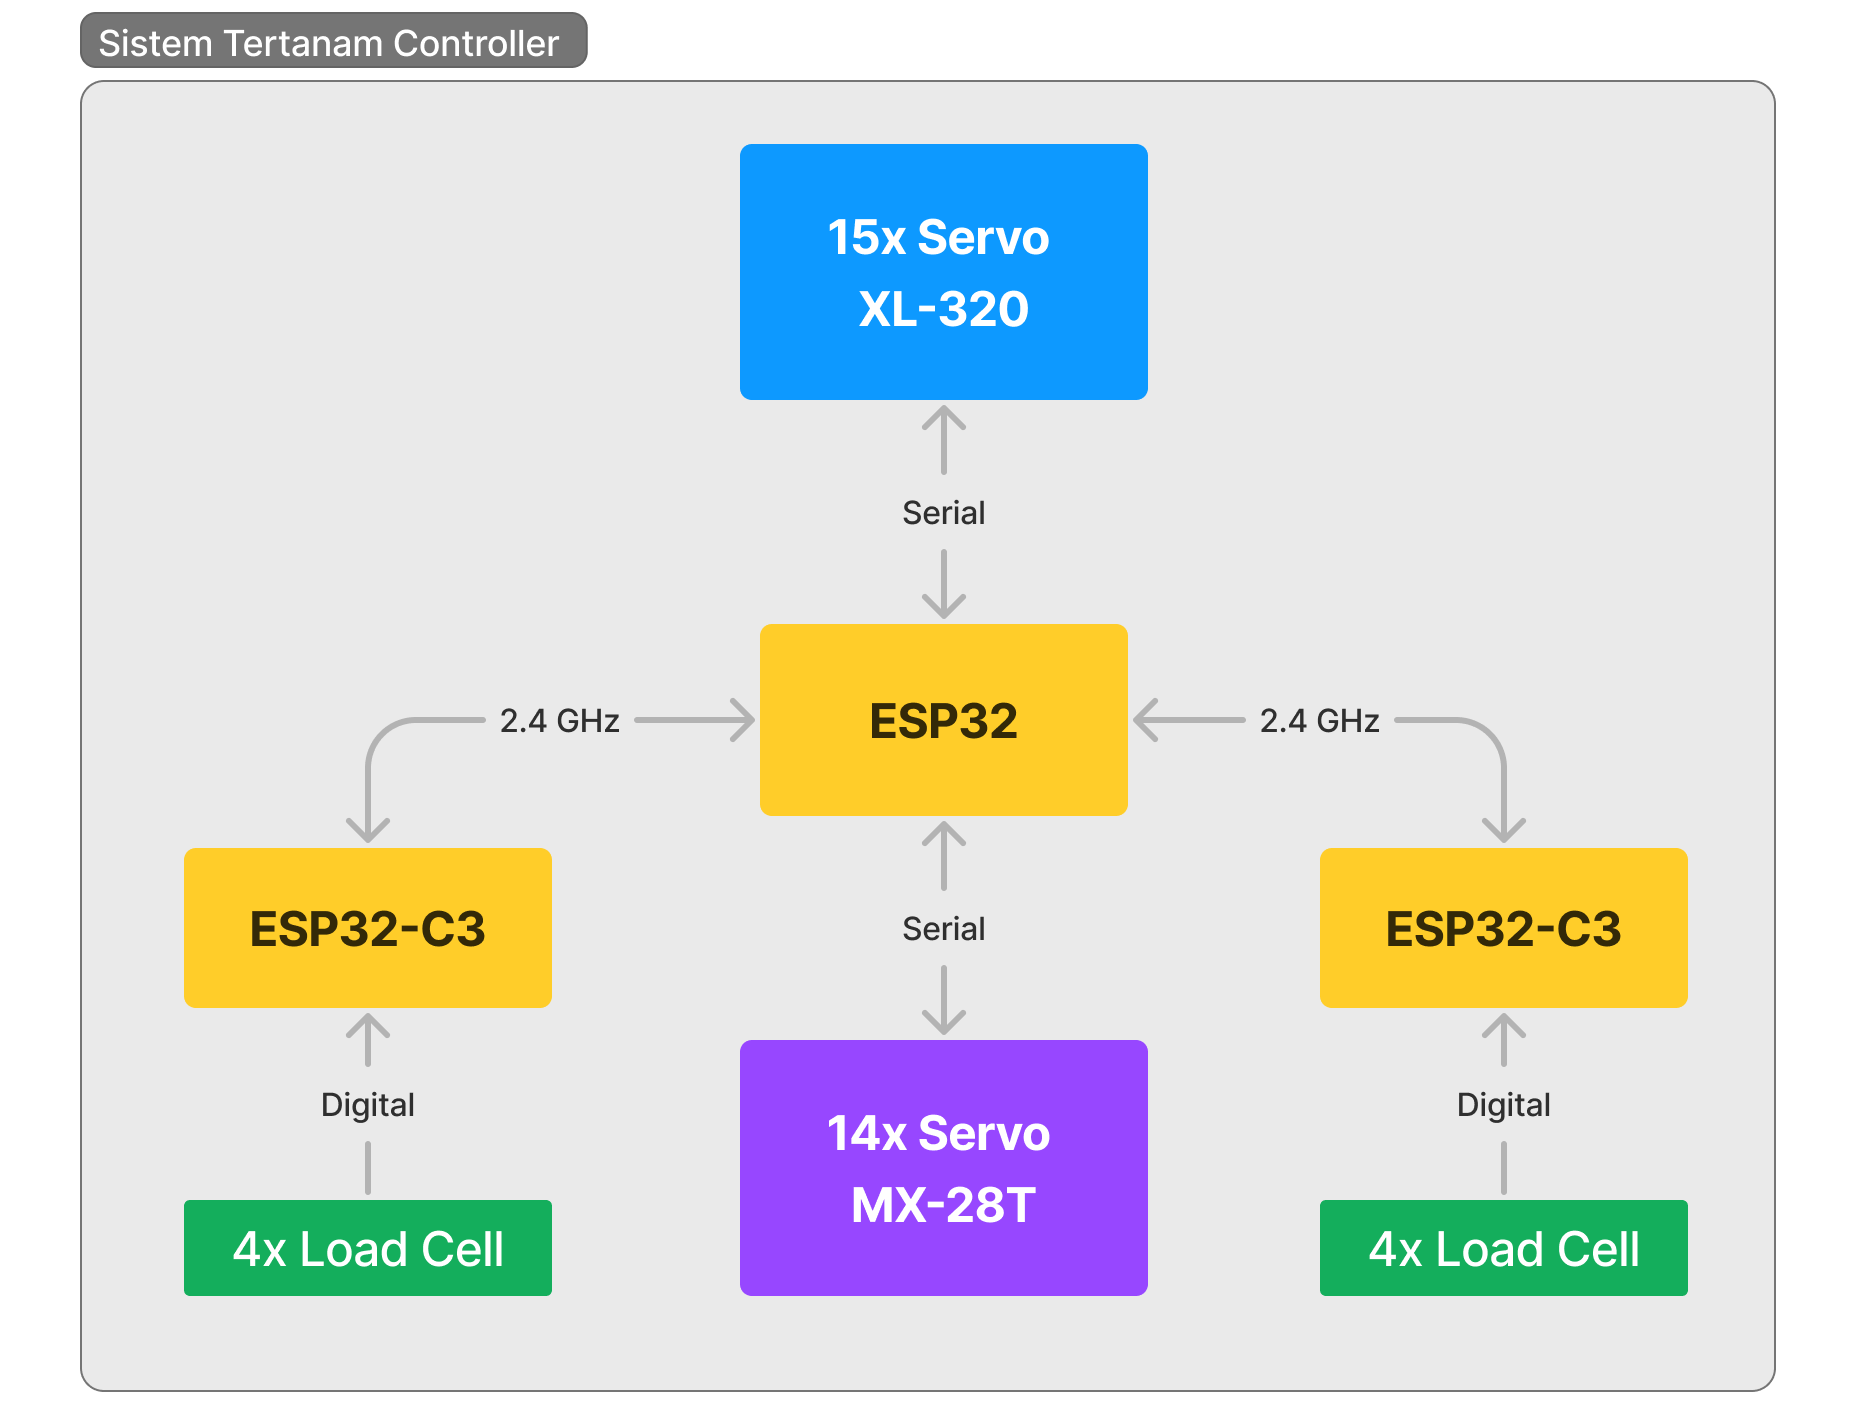 Sistem Tertanam Controller
15x Servo
XL-320
Serial
2.4 GHz
ESP32
2.4 GHz
ESP32-C3
Serial
ESP32-C3
Digital
14x Servo
MX-28T
Digital
4x Load Cell
4x Load Cell